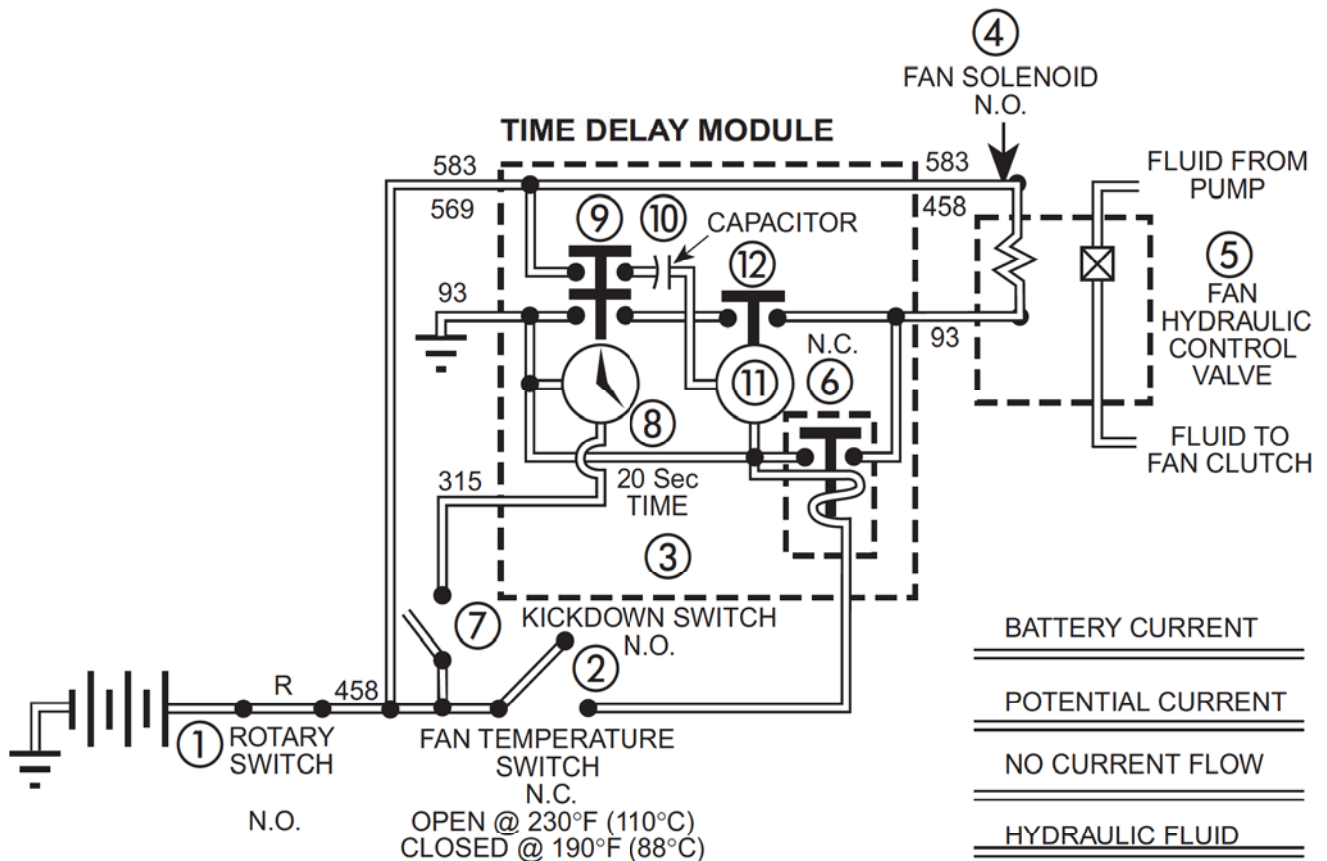 ④
FAN SOLENOID
N.O.
TIME DELAY MODULE
583
569
583
458
FLUID FROM
PUMP
⑨
⑩
CAPACITOR
⑫
⑤
FAN
HYDRAULIC
CONTROL
VALVE
93
93
N.C.
⑥
⑪
⑧
FLUID TO
FAN CLUTCH
315
20 Sec
TIME
③
⑦
KICKDOWN SWITCH
N.O.
②
R
458
①
ROTARY
SWITCH
N.O.
FAN TEMPERATURE
SWITCH
N.C.
OPEN @ 230°F (110°C)
CLOSED @ 190°F (88°C)
BATTERY CURRENT
POTENTIAL CURRENT
NO CURRENT FLOW
HYDRAULIC FLUID